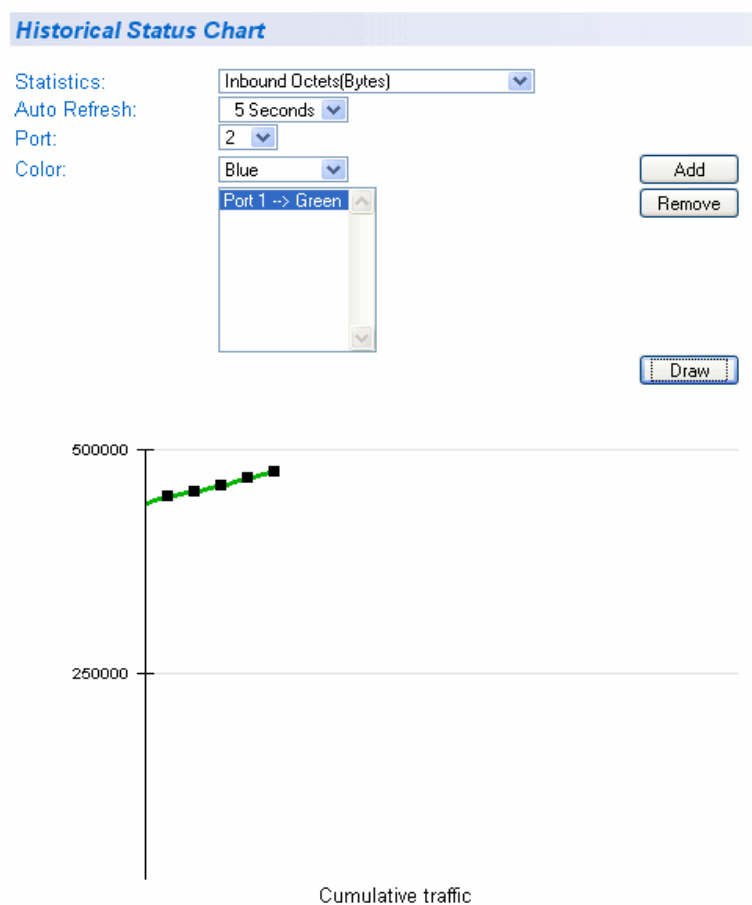 Historical Status Chart
Statistics: Inbound Octets(Bytes)
Auto Refresh: 5 Seconds
Port: 2
Color: Blue Add
Port 1 --> Green Remove
Draw
500000
250000
Cumulative traffic